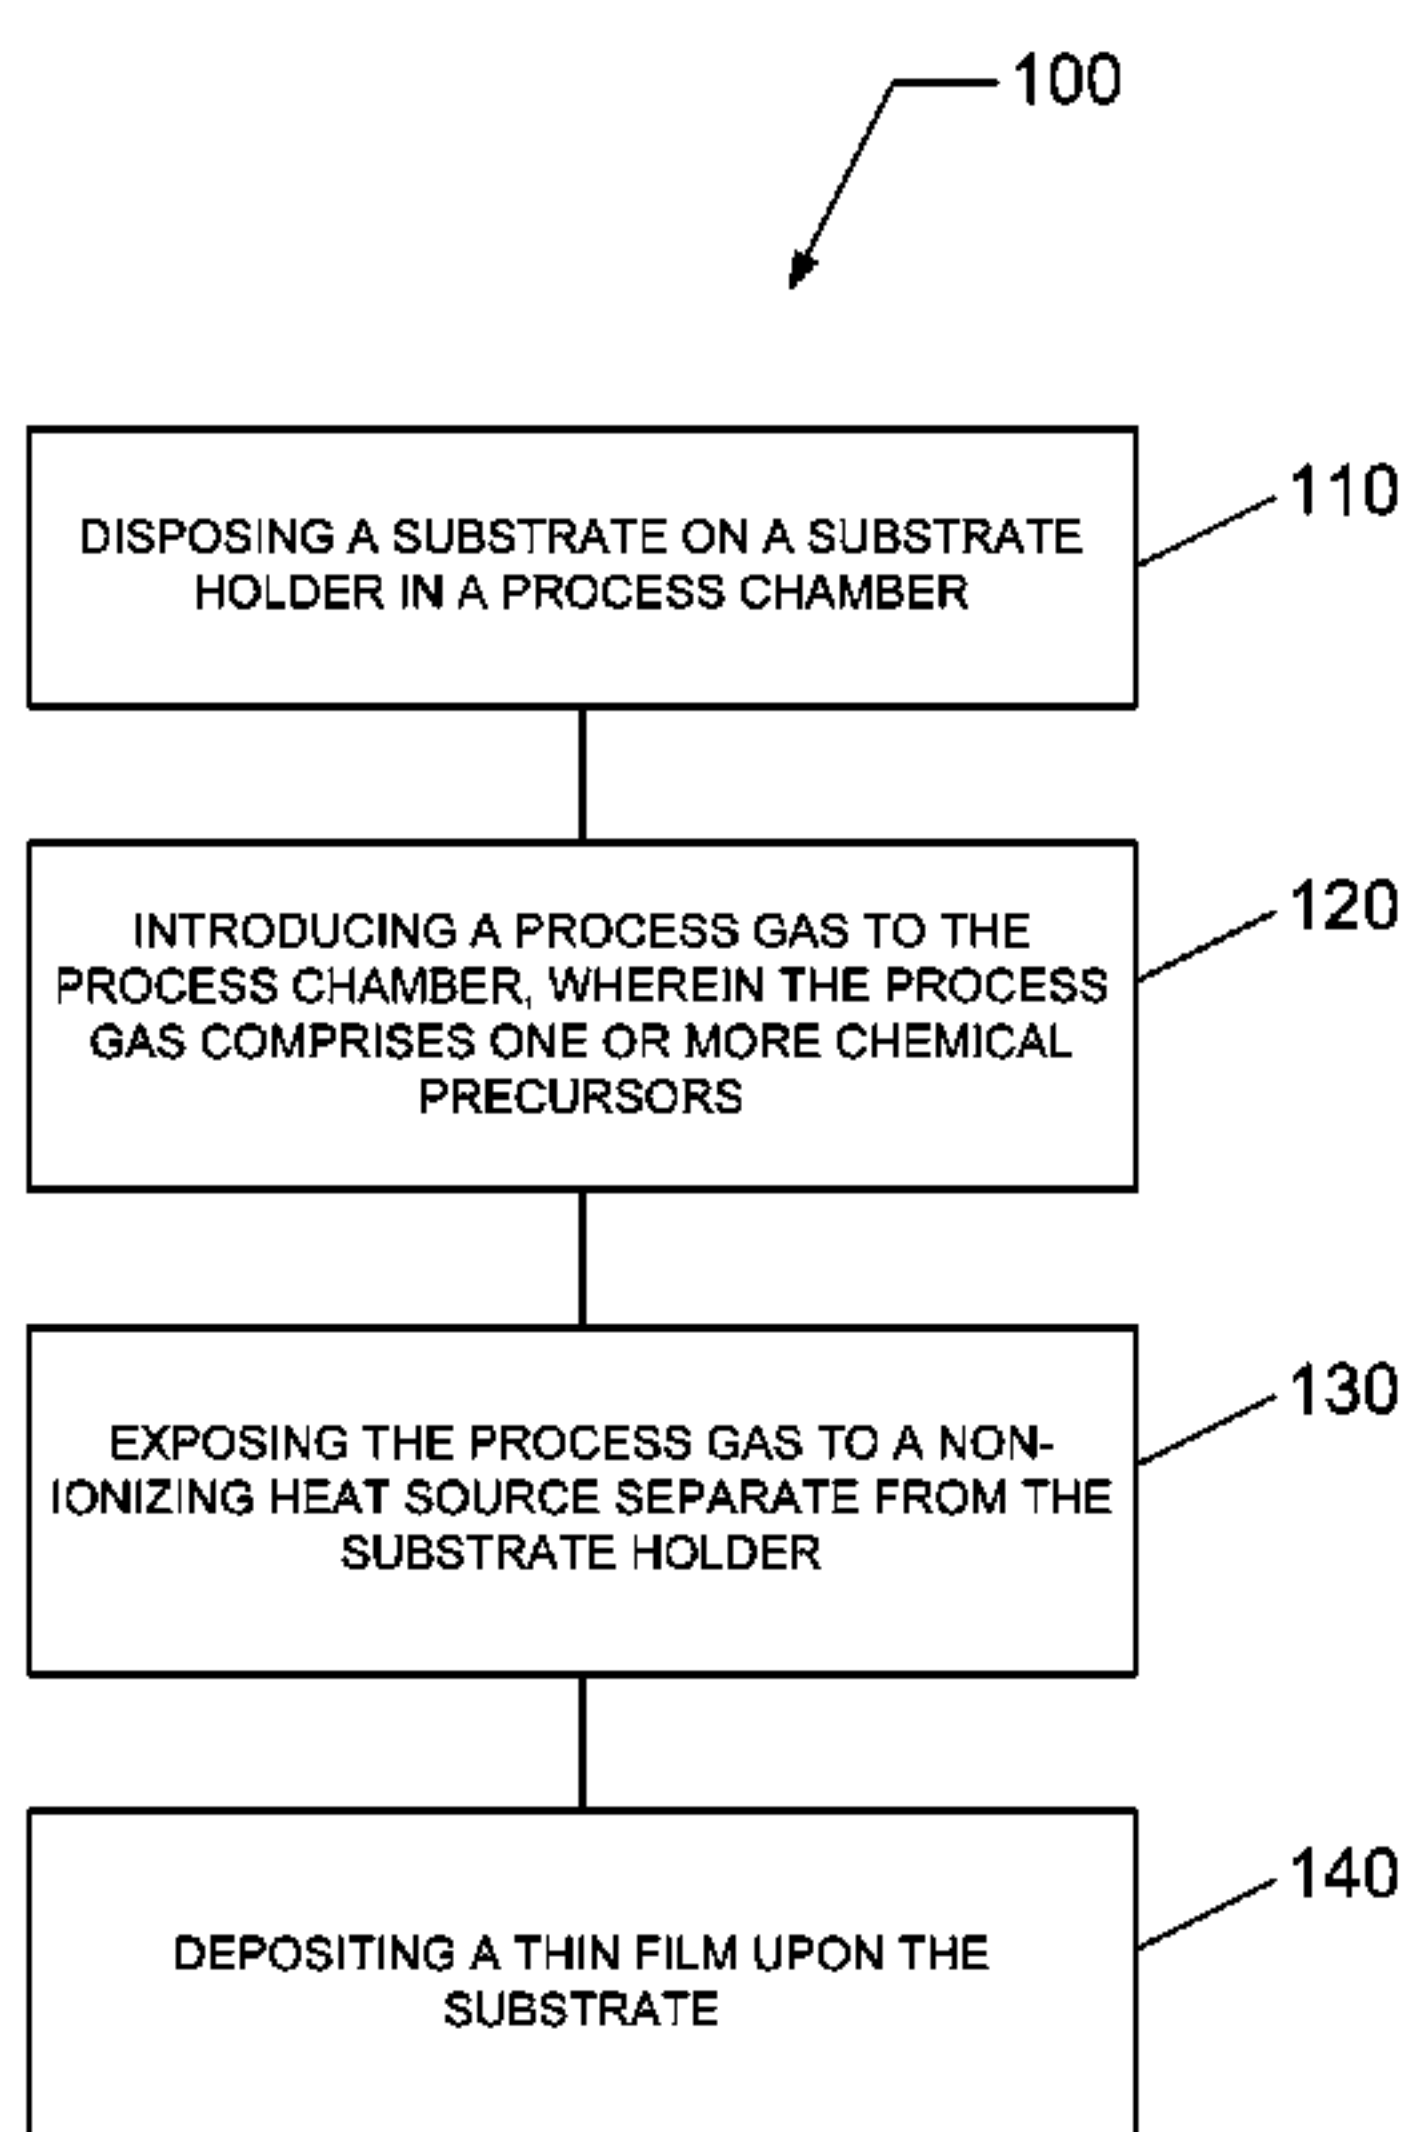 100
110
DISPOSING A SUBSTRATE ON A SUBSTRATE
HOLDER IN A PROCESS CHAMBER
120
INTRODUCING A PROCESS GAS TO THE
PROCESS CHAMBER, WHEREIN THE PROCESS
GAS COMPRISES ONE OR MORE CHEMICAL
PRECURSORS
130
EXPOSING THE PROCESS GAS TO A NON-
IONIZING HEAT SOURCE SEPARATE FROM THE
SUBSTRATE HOLDER
140
DEPOSITING A THIN FILM UPON THE
SUBSTRATE